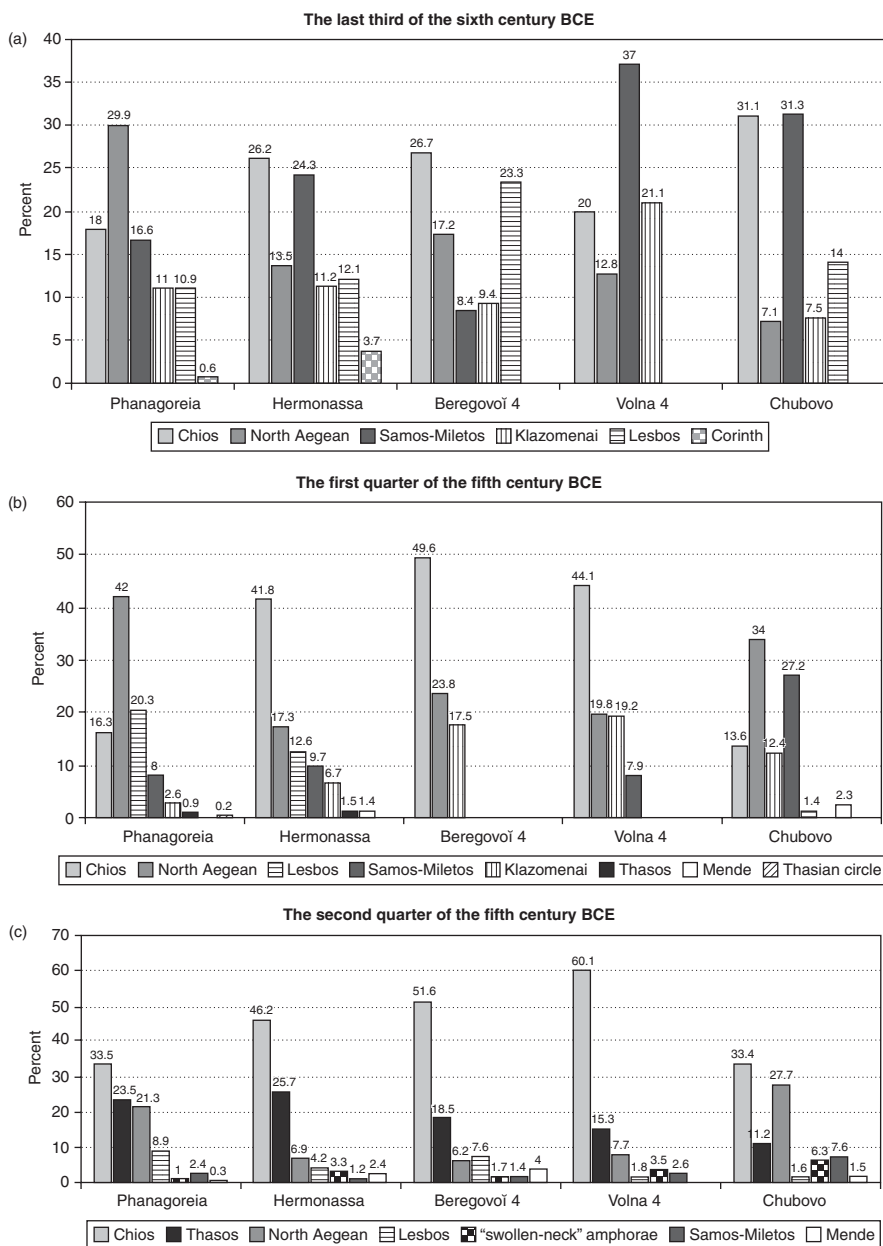 The last third of the sixth century BCE
(a)
Percent
40
35
30
25
20
15
10
5
0
18 29.9 16.6 11 10.9 0.6
26.2 13.5 24.3 11.2 12.1 3.7
26.7 17.2 8.4 9.4 23.3
20 12.8 37 21.1
31.1 7.1 31.3 7.5 14
Phanagoreia Hermonassa Beregovoĭ 4 Volna 4 Chubovo
Chios North Aegean Samos-Miletos Klazomenai Lesbos Corinth
The first quarter of the fifth century BCE
(b)
Percent
60
50
40
30
20
10
0
16.3 42 20.3 8 2.6 0.9 0.2
41.8 17.3 12.6 9.7 6.7 1.5 1.4
49.6 23.8 17.5
44.1 19.8 19.2 7.9
13.6 34 12.4 27.2 1.4 2.3
Phanagoreia Hermonassa Beregovoĭ 4 Volna 4 Chubovo
Chios North Aegean Lesbos Samos-Miletos Klazomenai Thasos Mende Thasian circle
The second quarter of the fifth century BCE
(c)
Percent
70
60
50
40
30
20
10
0
33.5 23.5 21.3 8.9 1 2.4 0.3
46.2 25.7 6.9 4.2 3.3 1.2 2.4
51.6 18.5 6.2 7.6 1.7 1.4 4
60.1 15.3 7.7 1.8 3.5 2.6
33.4 11.2 27.7 1.6 6.3 7.6 1.5
Phanagoreia Hermonassa Beregovoĭ 4 Volna 4 Chubovo
Chios Thasos North Aegean Lesbos "swollen-neck" amphorae Samos-Miletos Mende